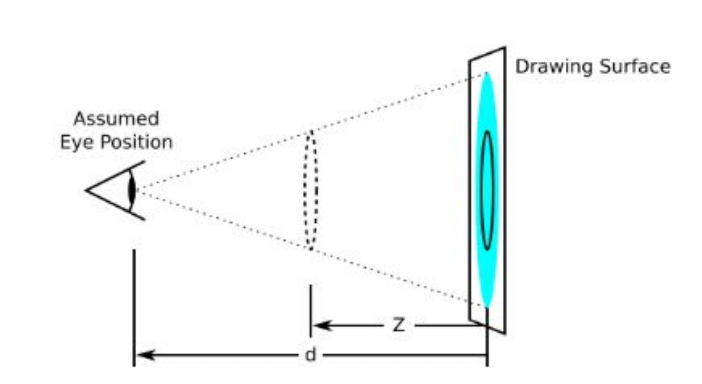 Drawing Surface
Assumed
Eye Position
Z
d